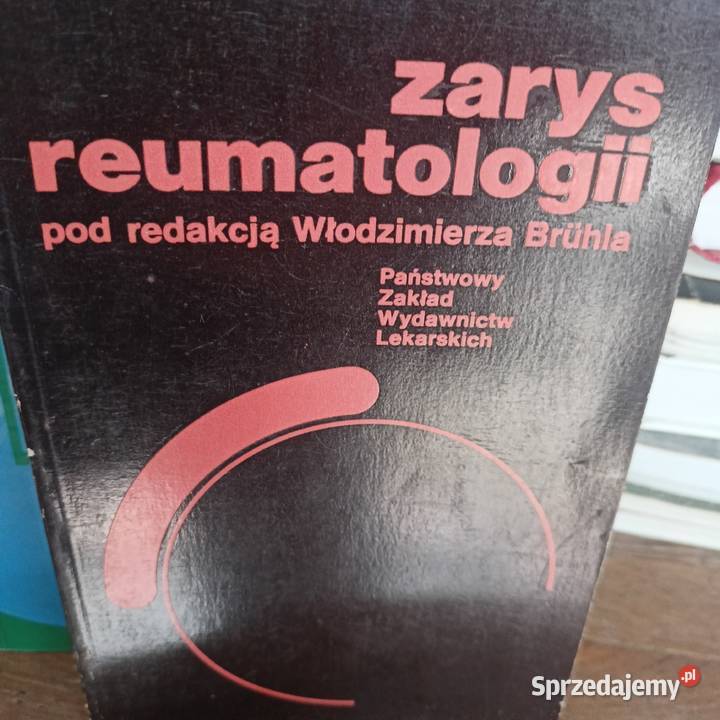 zarys
reumatologii
pod redakcją Włodzimierza Brühla
Państwowy
Zakład
Wydawnictw
Lekarskich
Sprzedajemy.pl